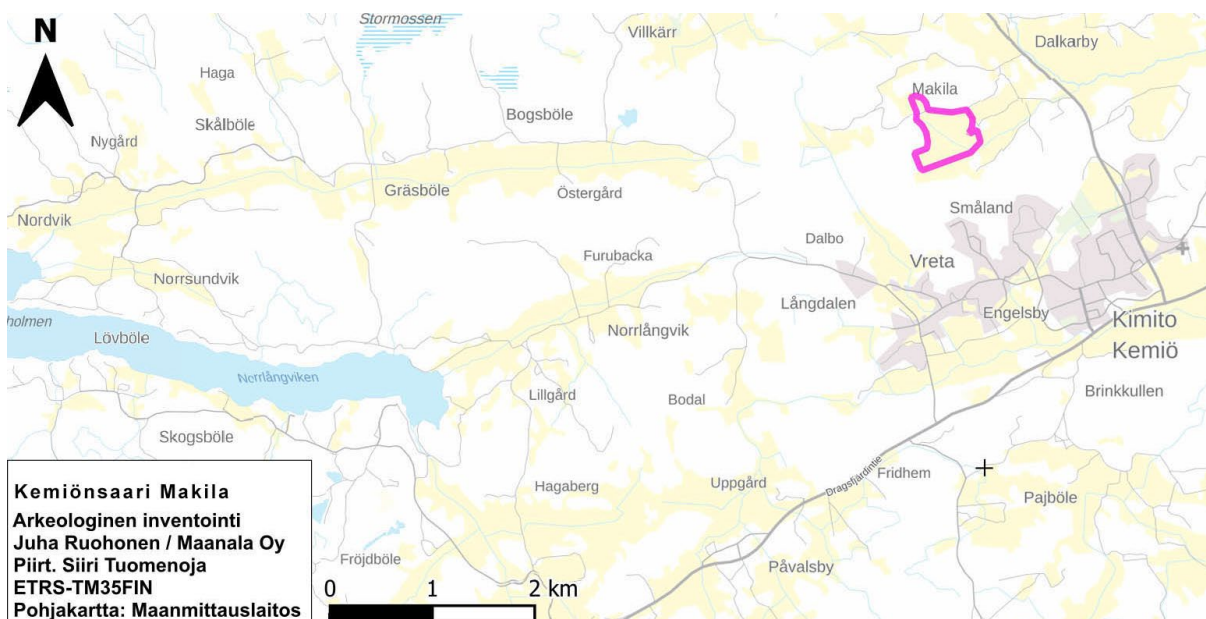 N
Stormossen
Villkärr
Dalkarby
Haga
Makila
Skålböle
Bogsböle
Nygård
Gräsböle
Östergård
Småland
Nordvik
Dalbo
Furubacka
Vreta
Norrsundvik
Långdalen
Engelsby
holmen
Lövböle
Norrlångvik
Kimito
Kemiö
Norrlångviken
Lillgård
Bodal
Brinkkullen
Skogsböle
Dragsfjärdintie
Fridhem
Hagaberg
Uppgård
Pajböle
Fröjdböle
Påvalsby
Kemiönsaari Makila
Arkeologinen inventointi
Juha Ruohonen / Maanala Oy
Piirt. Siiri Tuomenoja
ETRS-TM35FIN
Pohjakartta: Maanmittauslaitos
0 1 2 km